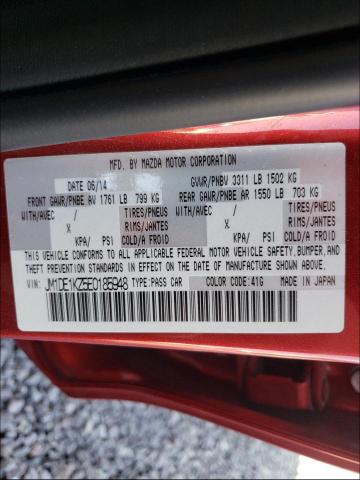 MFD. BY MAZDA MOTOR CORPORATION
DATE 06/14 GVWR/PNBV 3311 LB 1502 KG
FRONT GAWR/PNBE AV 1761 LB 799 KG REAR GAWR/PNBE AR 1550 LB 703 KG
WITH/AVEC / TIRES/PNEUS WITH/AVEC / TIRES/PNEUS
X RIMS/JANTES X RIMS/JANTES
KPA/ PSI COLD/A FROID KPA/ PSI COLD/A FROID
THIS VEHICLE CONFORMS TO ALL APPLICABLE FEDERAL MOTOR VEHICLE SAFETY, BUMPER, AND
THEFT PREVENTION STANDARDS IN EFFECT ON THE DATE OF MANUFACTURE SHOWN ABOVE.
VIN: JM1DE1KZ5E0185948 TYPE:PASS CAR COLOR CODE:41G MADE IN JAPAN